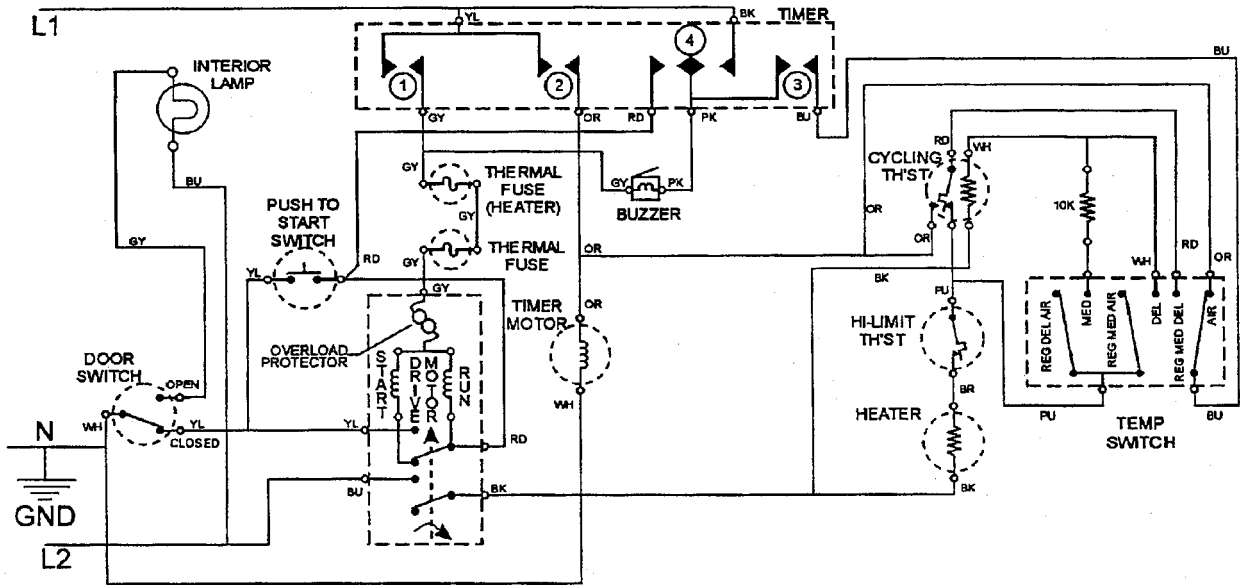 L1
YL
BK
TIMER
4
1
2
3
BU
INTERIOR
LAMP
GY
OR
RD
PK
BU
GY
BU
GY
THERMAL
FUSE
(HEATER)
GY
PK
BUZZER
RD
WH
CYCLING
TH'ST
PUSH TO
START
SWITCH
GY
OR
10K
YL
RD
GY
THERMAL
FUSE
OR
OR
RD
GY
BK
WH
OR
GY
OR
PU
TIMER
MOTOR
HI-LIMIT
TH'ST
REG DEL AIR
MED
REG MED AIR
DEL
REG MED DEL
AIR
OVERLOAD
PROTECTOR
START
DRIVE
MOTOR
RUN
DOOR
SWITCH
OPEN
BR
WH
HEATER
PU
BU
TEMP
SWITCH
N
WH
YL
CLOSED
YL
RD
BU
BK
BK
GND
L2